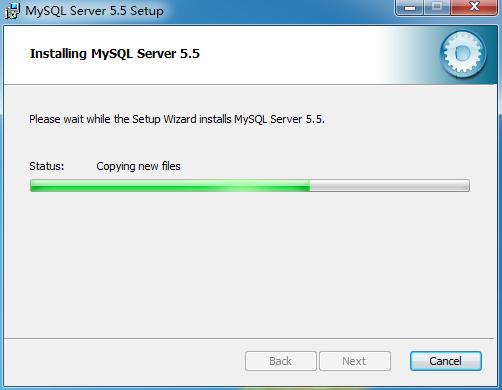 MySQL Server 5.5 Setup
Installing MySQL Server 5.5
Please wait while the Setup Wizard installs MySQL Server 5.5.
Status: Copying new files
Back Next Cancel